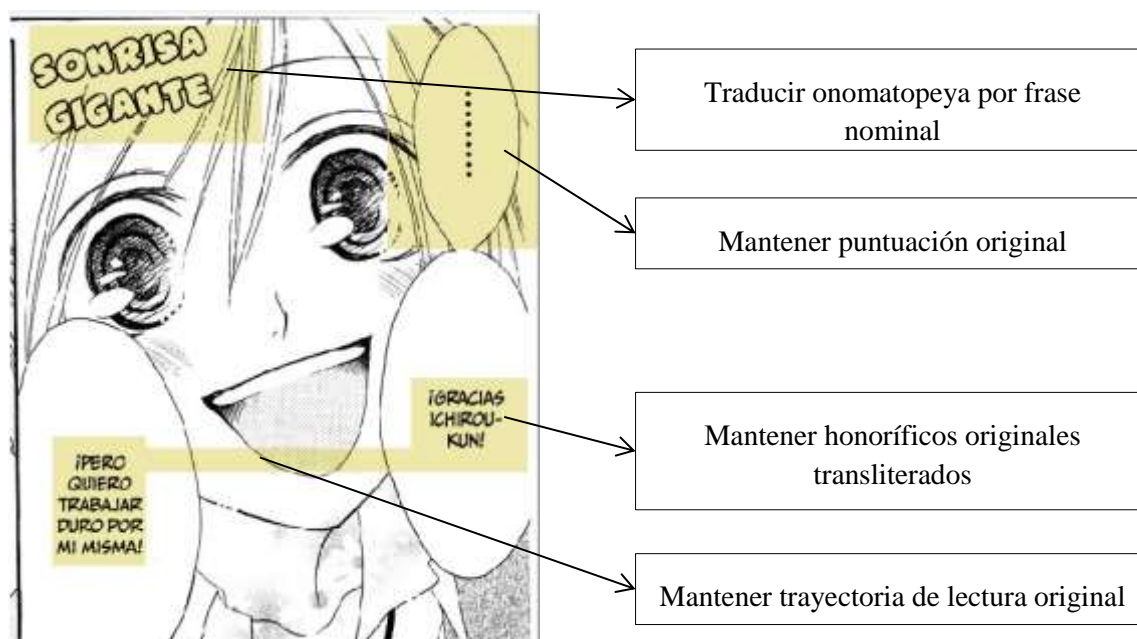 SONRISA
GIGANTE
..........
¡GRACIAS
ICHIROU-
KUN!
¡PERO
QUIERO
TRABAJAR
DURO POR
MI MISMA!
Traducir onomatopeya por frase
nominal
Mantener puntuación original
Mantener honoríficos originales
transliterados
Mantener trayectoria de lectura original